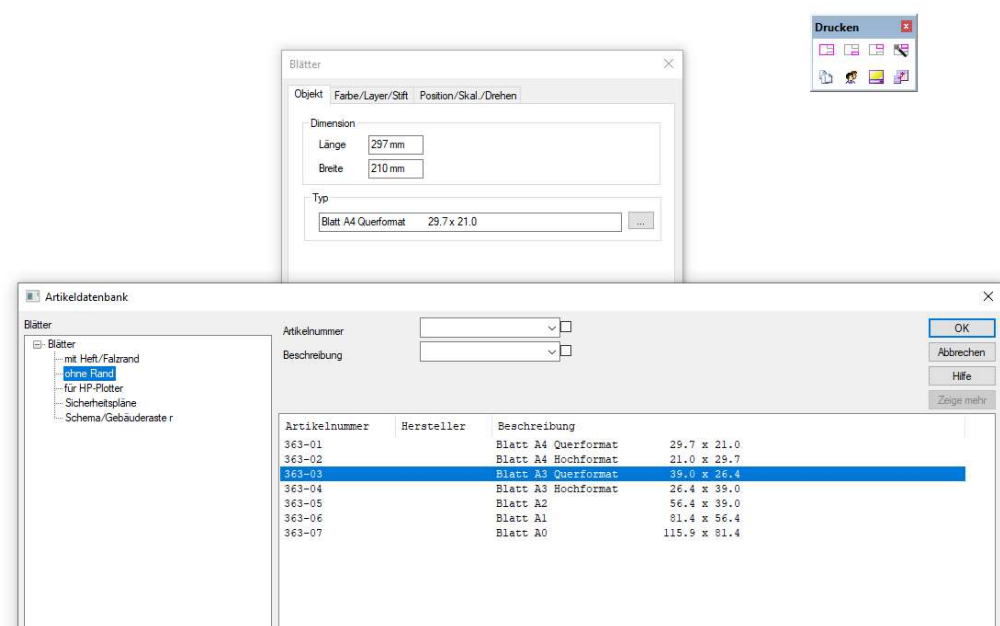 Drucken
Blätter
Objekt Farbe/Layer/Stift Position/Skal./Drehen
Dimension
Länge 297 mm
Breite 210 mm
Typ
Blatt A4 Querformat 29.7 x 21.0 ...
Artikeldatenbank
Blätter
Blätter
mit Heft/Falzrand
ohne Rand
für HP-Plotter
Sicherheitspläne
Schema/Gebäuderaste r
Artikelnummer
Beschreibung
OK
Abbrechen
Hilfe
Zeige mehr
Artikelnummer Hersteller Beschreibung
363-01 Blatt A4 Querformat 29.7 x 21.0
363-02 Blatt A4 Hochformat 21.0 x 29.7
363-03 Blatt A3 Querformat 39.0 x 26.4
363-04 Blatt A3 Hochformat 26.4 x 39.0
363-05 Blatt A2 56.4 x 39.0
363-06 Blatt A1 81.4 x 56.4
363-07 Blatt A0 115.9 x 81.4